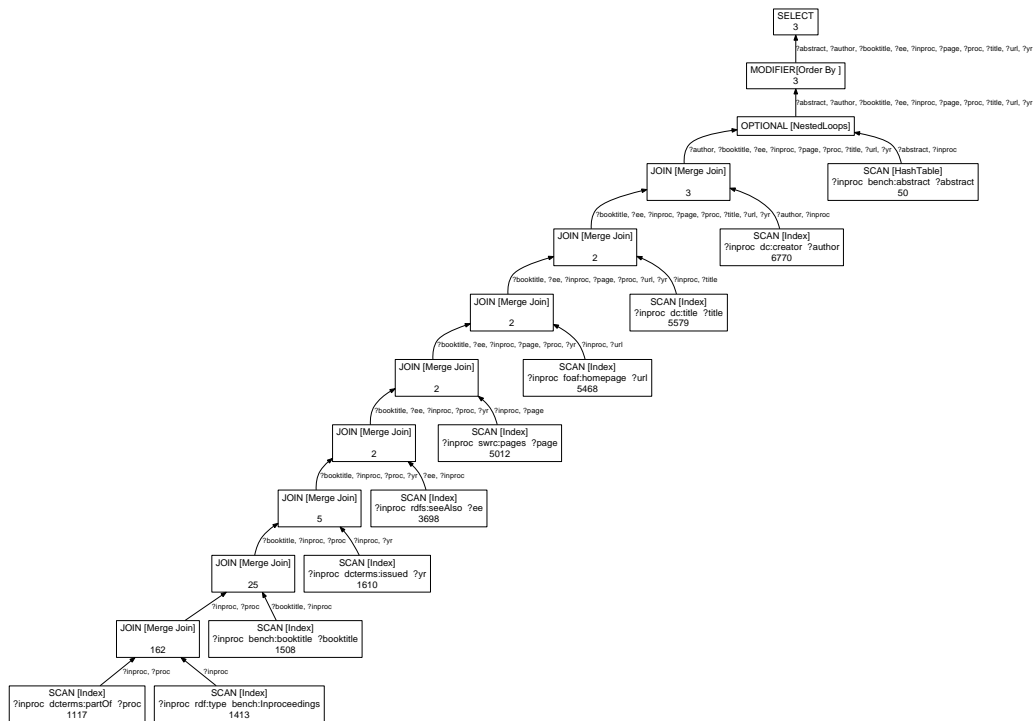 SELECT
3
?abstract, ?author, ?booktitle, ?ee, ?inproc, ?page, ?proc, ?title, ?url, ?yr
MODIFIER[Order By ]
3
?abstract, ?author, ?booktitle, ?ee, ?inproc, ?page, ?proc, ?title, ?url, ?yr
OPTIONAL [NestedLoops]
?author, ?booktitle, ?ee, ?inproc, ?page, ?proc, ?title, ?url, ?yr
?abstract, ?inproc
JOIN [Merge Join]
3
SCAN [HashTable]
?inproc bench:abstract ?abstract
50
?booktitle, ?ee, ?inproc, ?page, ?proc, ?title, ?url, ?yr
?author, ?inproc
JOIN [Merge Join]
2
SCAN [Index]
?inproc dc:creator ?author
6770
?booktitle, ?ee, ?inproc, ?page, ?proc, ?url, ?yr
?inproc, ?title
JOIN [Merge Join]
2
SCAN [Index]
?inproc dc:title ?title
5579
?booktitle, ?ee, ?inproc, ?page, ?proc, ?yr
?inproc, ?url
JOIN [Merge Join]
2
SCAN [Index]
?inproc foaf:homepage ?url
5468
?booktitle, ?ee, ?inproc, ?proc, ?yr
?inproc, ?page
JOIN [Merge Join]
2
SCAN [Index]
?inproc swrc:pages ?page
5012
?booktitle, ?inproc, ?proc, ?yr
?ee, ?inproc
JOIN [Merge Join]
5
SCAN [Index]
?inproc rdfs:seeAlso ?ee
3698
?booktitle, ?inproc, ?proc
?inproc, ?yr
JOIN [Merge Join]
25
SCAN [Index]
?inproc dcterms:issued ?yr
1610
?inproc, ?proc
?booktitle, ?inproc
JOIN [Merge Join]
162
SCAN [Index]
?inproc bench:booktitle ?booktitle
1508
?inproc, ?proc
?inproc
SCAN [Index]
?inproc dcterms:partOf ?proc
1117
SCAN [Index]
?inproc rdf:type bench:Inproceedings
1413